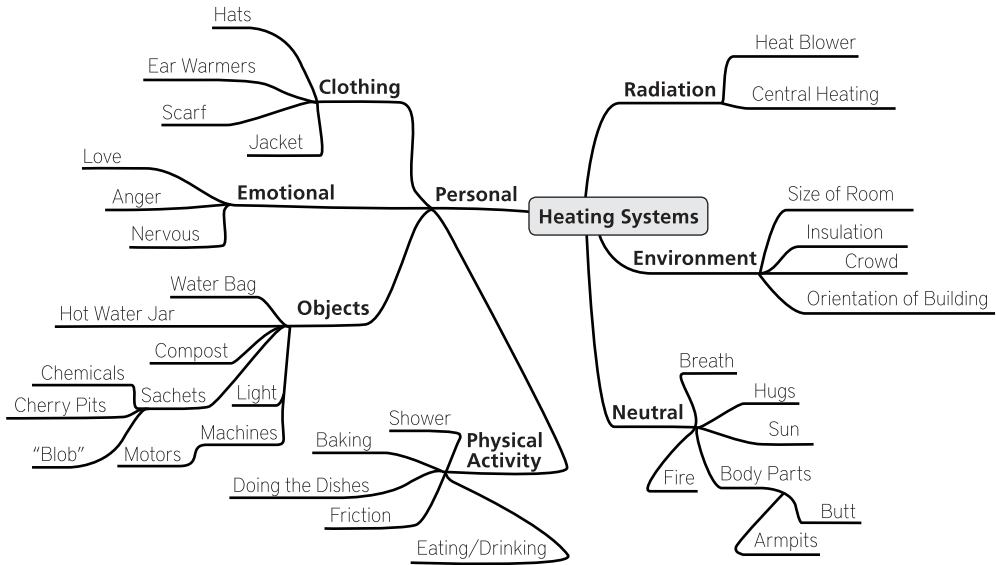 Hats
Ear Warmers
Scarf
Jacket
Clothing
Love
Anger
Nervous
Emotional
Personal
Water Bag
Hot Water Jar
Compost
Objects
Chemicals
Cherry Pits
“Blob”
Sachets
Light
Machines
Motors
Shower
Baking
Doing the Dishes
Friction
Eating/Drinking
Physical
Activity
Heating Systems
Radiation
Heat Blower
Central Heating
Environment
Size of Room
Insulation
Crowd
Orientation of Building
Neutral
Breath
Hugs
Sun
Fire
Body Parts
Butt
Armpits